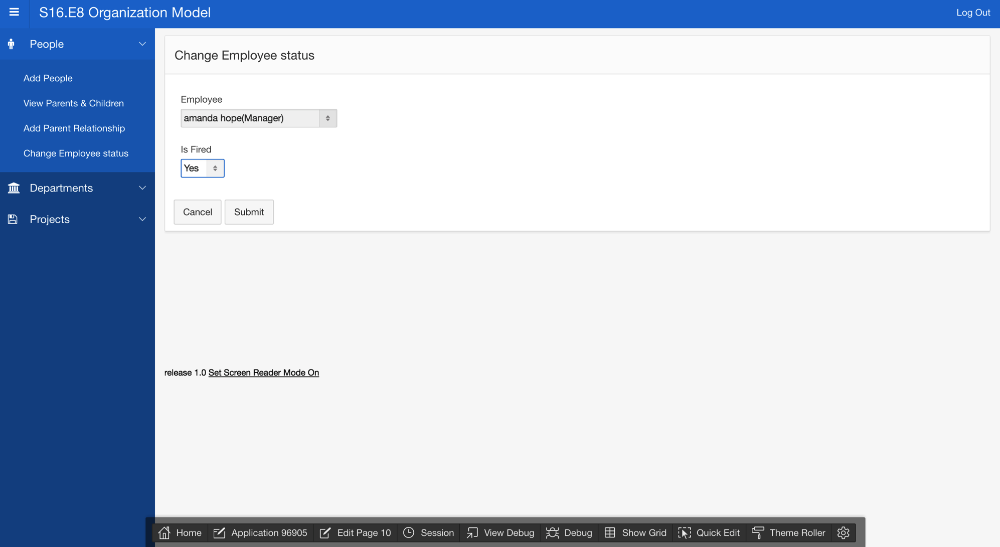 S16.E8 Organization Model
Log Out
People
Add People
View Parents & Children
Add Parent Relationship
Change Employee status
Departments
Projects
Change Employee status
Employee
amanda hope(Manager)
Is Fired
Yes
Cancel
Submit
release 1.0 Set Screen Reader Mode On
Home
Application 96905
Edit Page 10
Session
View Debug
Debug
Show Grid
Quick Edit
Theme Roller